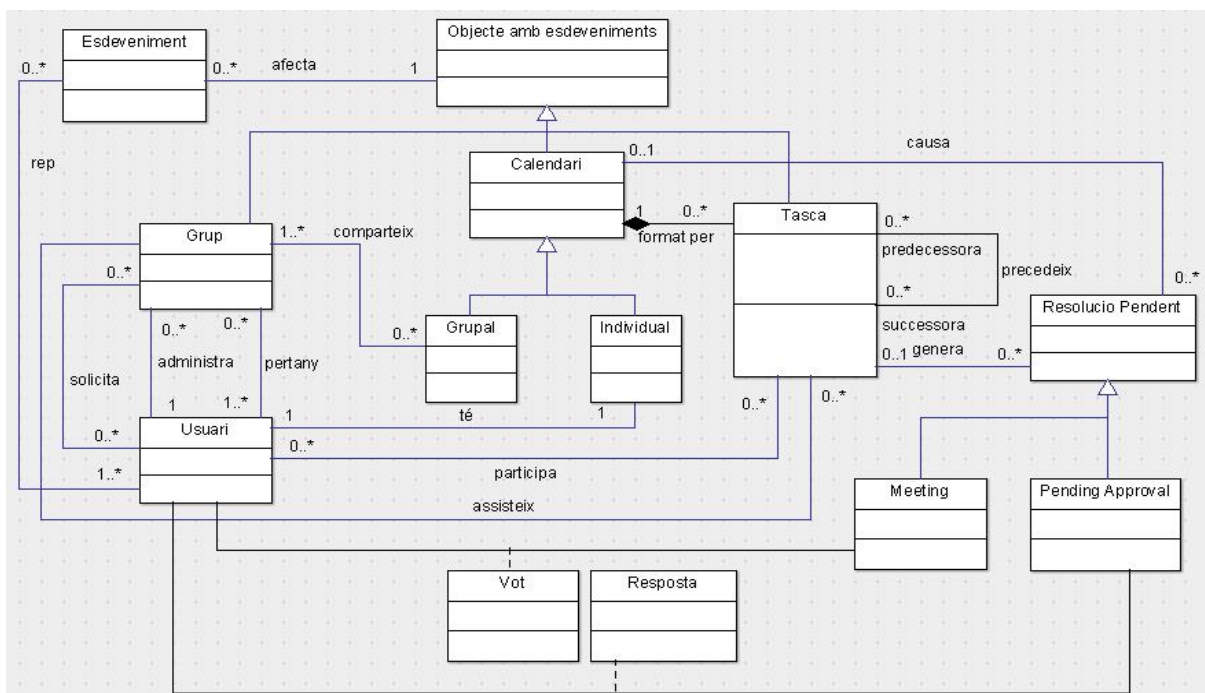 Objecte amb esdeveniments
Esdeveniment
0..*
0..*
afecta
1
rep
Calendari
0..1
causa
Grup
1..*
comparteix
1
0..*
format per
Tasca
0..*
predecessora
precedeix
0..*
successora
0..1
genera
0..*
0..*
Resolucio Pendent
0..*
0..*
0..*
administra
pertany
solicita
1
1..*
Grupal
0..*
Individual
1
té
1
Usuari
0..*
0..*
0..*
0..*
1..*
participa
assisteix
Meeting
Pending Approval
Vot
Resposta